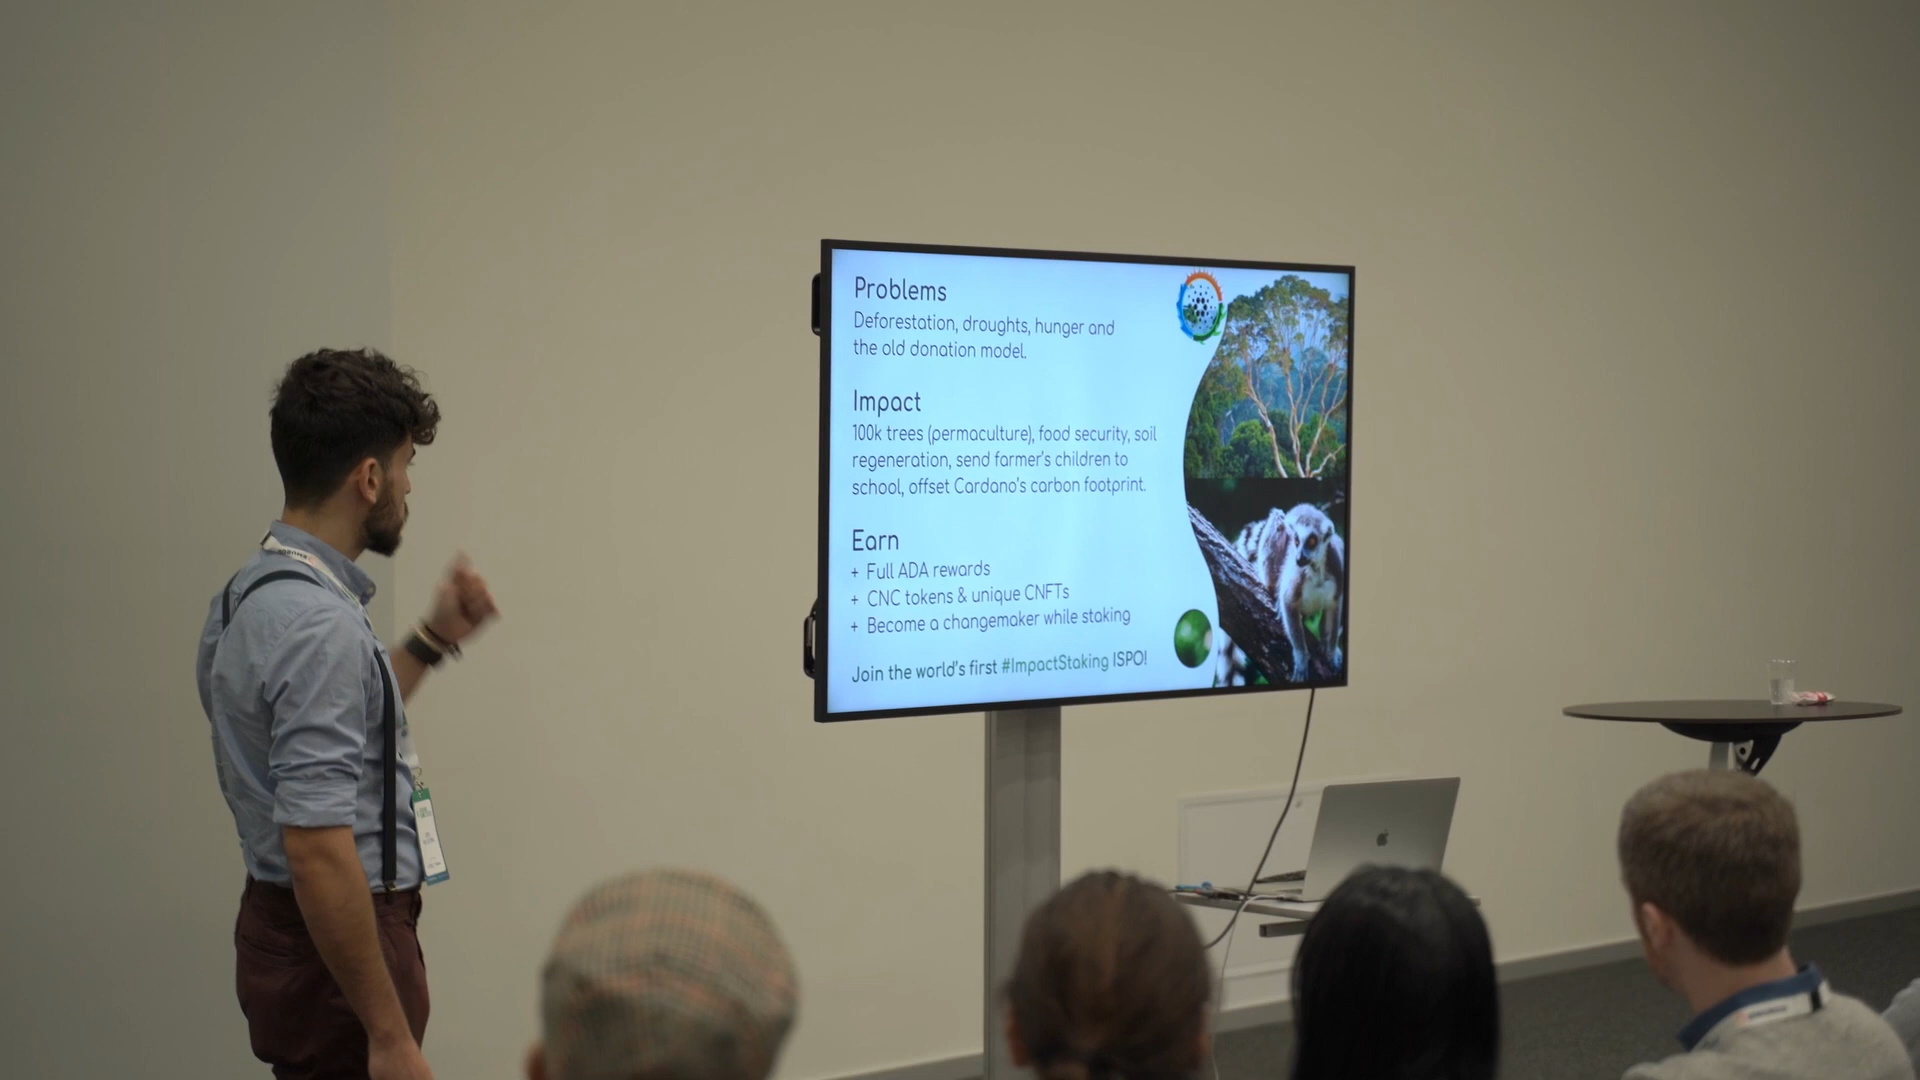 Problems
Deforestation, droughts, hunger and
the old donation model.
Impact
100k trees (permaculture), food security, soil
regeneration, send farmer's children to
school, offset Cardano's carbon footprint.
Earn
+ Full ADA rewards
+ CNC tokens & unique CNFTs
+ Become a changemaker while staking
Join the world's first #ImpactStaking ISPO!